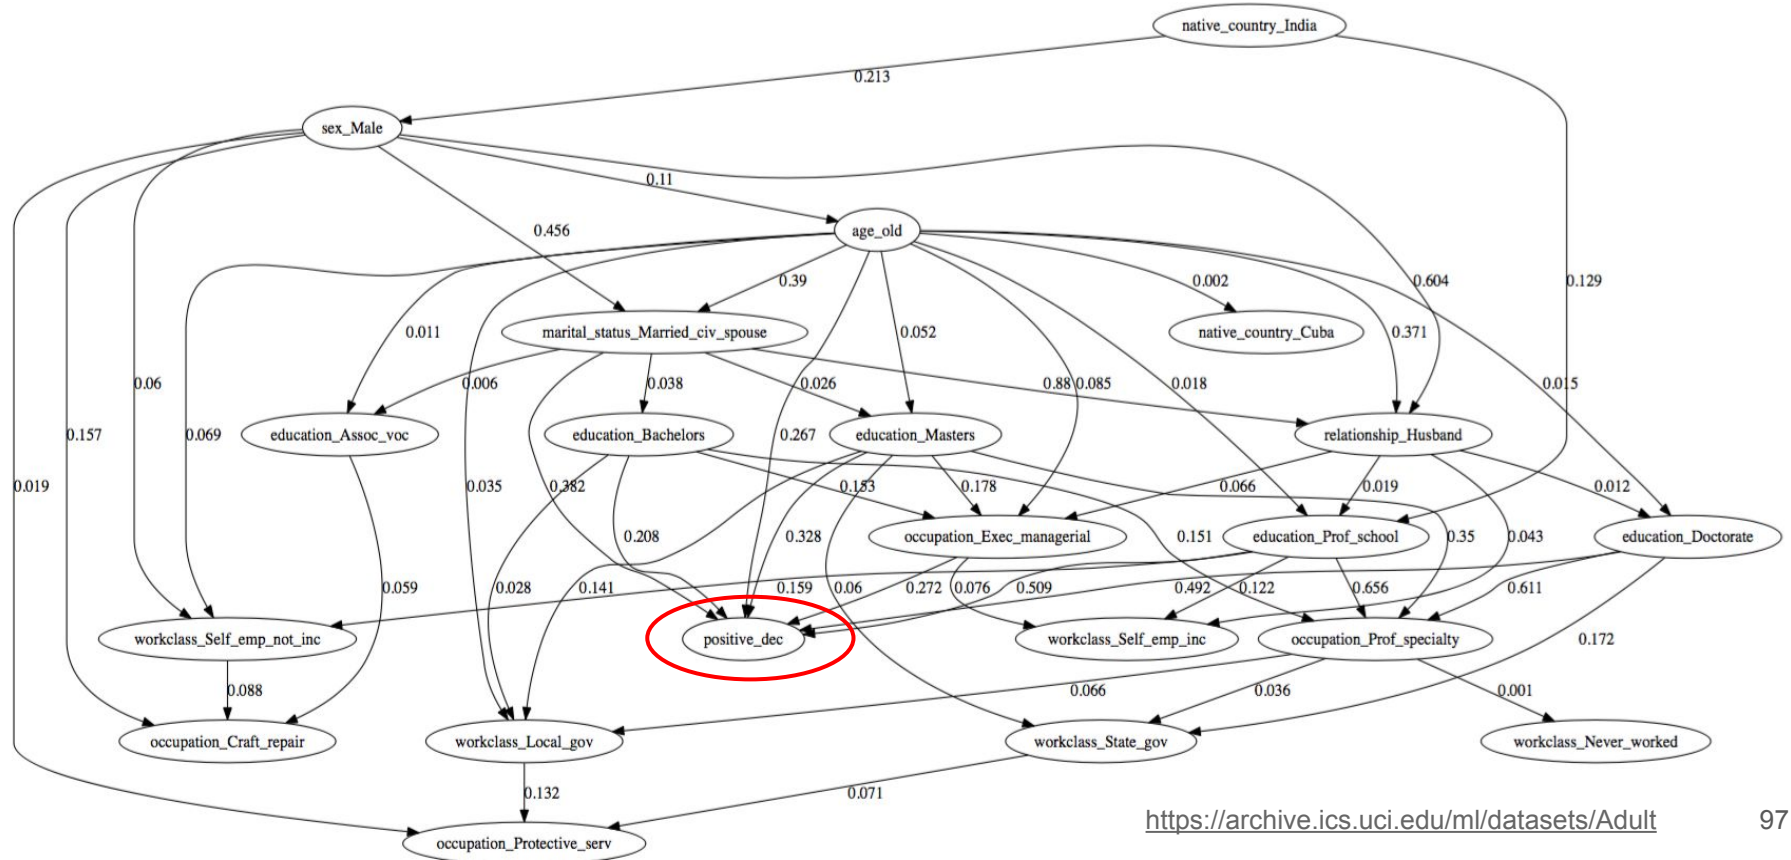 native_country_India
0.213
sex_Male
0.11
0.456
age_old
0.39
0.002
0.604
0.129
marital_status_Married_civ_spouse
native_country_Cuba
0.011
0.052
0.371
0.06
0.006
0.038
0.026
0.88
0.085
0.018
0.015
0.157
0.069
education_Assoc_voc
education_Bachelors
0.267
education_Masters
relationship_Husband
0.019
0.035
0.382
0.153
0.178
0.066
0.019
0.012
0.208
0.328
occupation_Exec_managerial
0.151
education_Prof_school
0.35
0.043
education_Doctorate
0.059
0.028
0.141
0.159
0.06
0.272
0.076
0.509
0.492
0.122
0.656
0.611
workclass_Self_emp_not_inc
positive_dec
workclass_Self_emp_inc
occupation_Prof_specialty
0.172
0.088
0.066
0.036
0.001
occupation_Craft_repair
workclass_Local_gov
workclass_State_gov
workclass_Never_worked
0.132
0.071
https://archive.ics.uci.edu/ml/datasets/Adult
97
occupation_Protective_serv